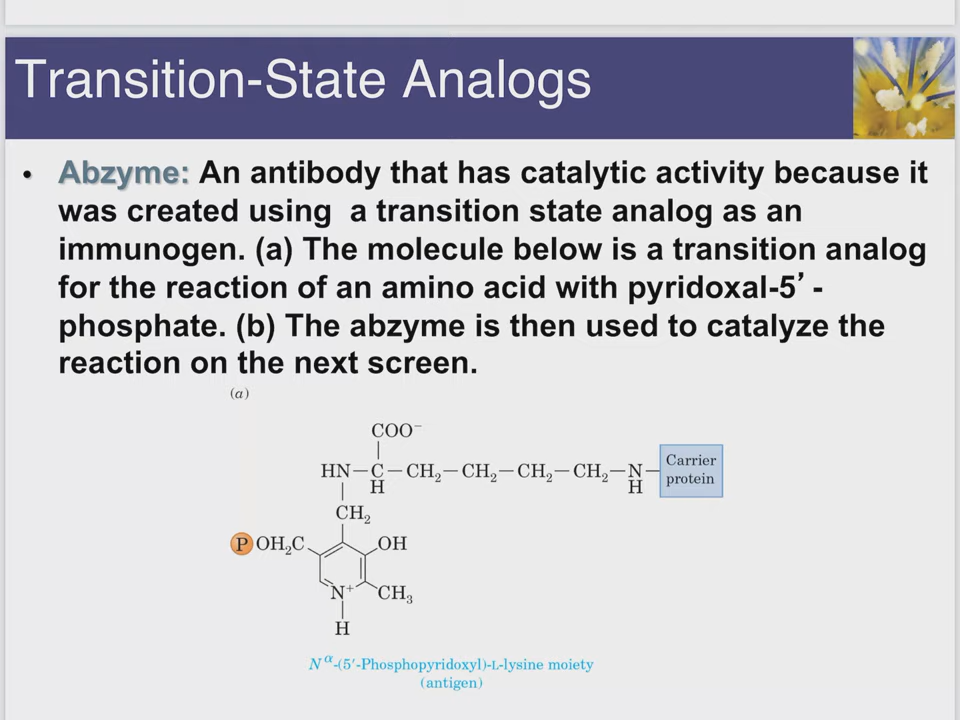 Transition-State Analogs
• Abzyme: An antibody that has catalytic activity because it
was created using a transition state analog as an
immunogen. (a) The molecule below is a transition analog
for the reaction of an amino acid with pyridoxal-5’ -
phosphate. (b) The abzyme is then used to catalyze the
reaction on the next screen.
(a)
COO⁻
HN—C—CH₂—CH₂—CH₂—CH₂—N—
Carrier
protein
H H
CH₂
P OH₂C OH
N⁺ CH₃
H
Nᵅ-(5′-Phosphopyridoxyl)-L-lysine moiety
(antigen)